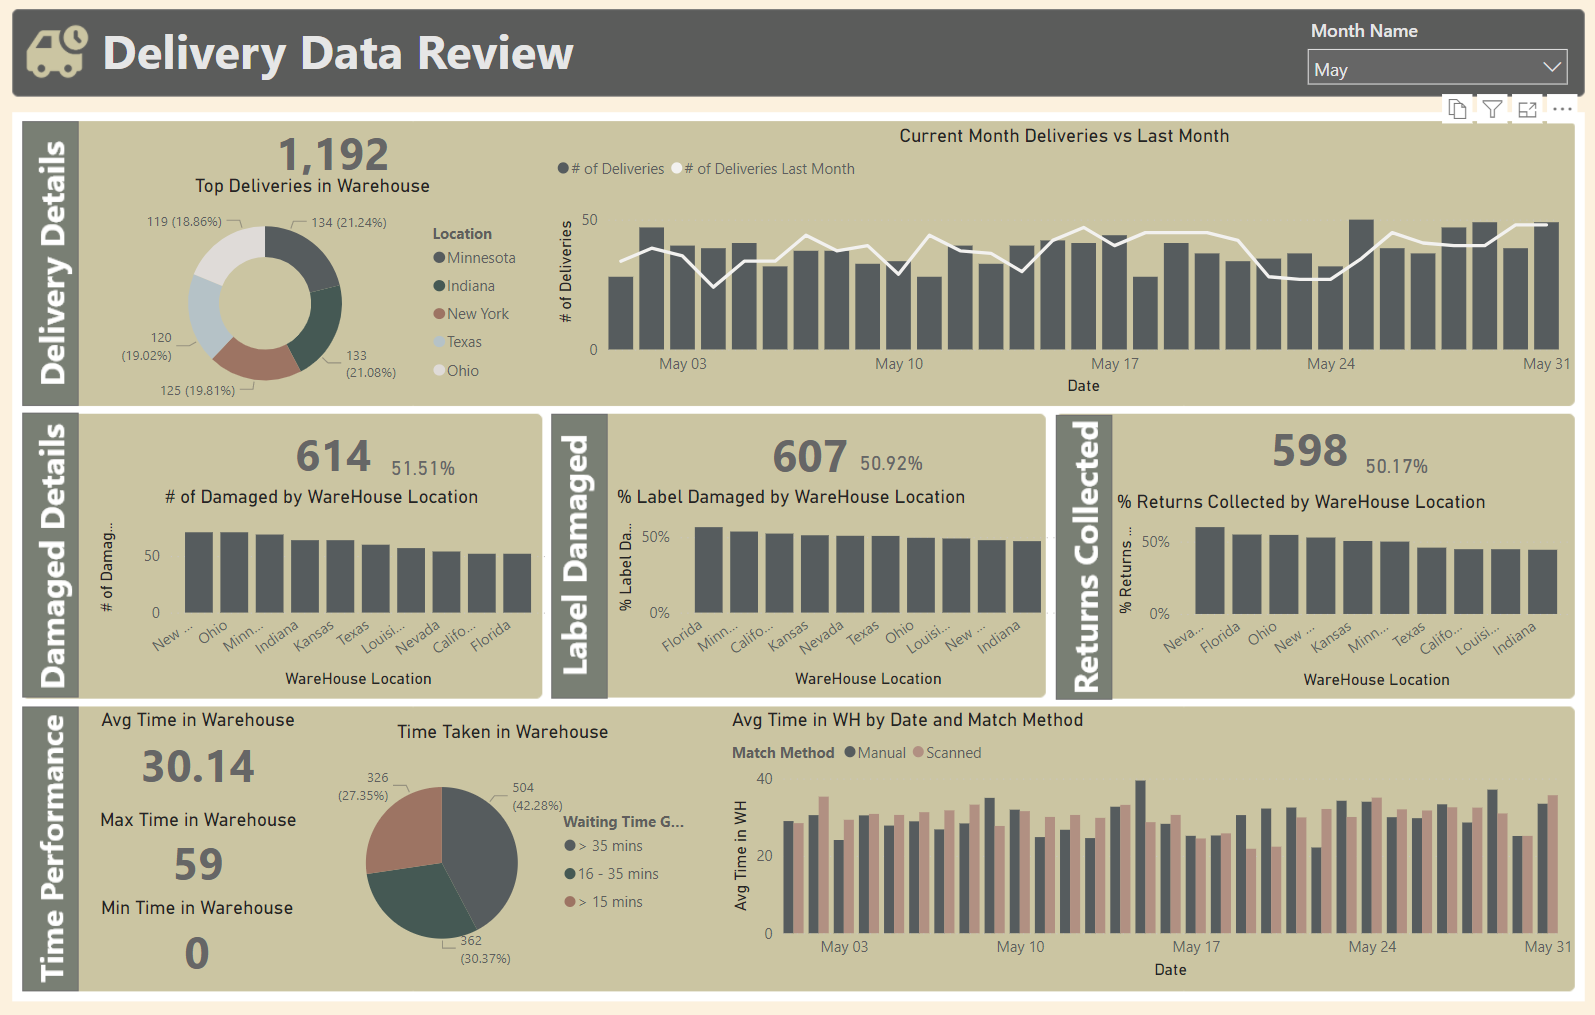 Delivery Data Review
Month Name
May
Delivery Details
1,192
Top Deliveries in Warehouse
119 (18.86%)
134 (21.24%)
120
(19.02%)
133
(21.08%)
125 (19.81%)
Location
Minnesota
Indiana
New York
Texas
Ohio
Current Month Deliveries vs Last Month
# of Deliveries
# of Deliveries Last Month
# of Deliveries
50
0
May 03
May 10
May 17
May 24
May 31
Date
Damaged Details
614
51.51%
# of Damaged by WareHouse Location
# of Damag...
50
0
New ...
Ohio
Minn...
Indiana
Kansas
Texas
Louisi...
Nevada
Califo...
Florida
WareHouse Location
Label Damaged
607
50.92%
% Label Damaged by WareHouse Location
% Label Da...
50%
0%
Florida
Minn...
Califo...
Kansas
Nevada
Texas
Ohio
Louisi...
New ...
Indiana
WareHouse Location
Returns Collected
598
50.17%
% Returns Collected by WareHouse Location
% Returns ...
50%
0%
Neva...
Florida
Ohio
New ...
Kansas
Minn...
Texas
Califo...
Louisi...
Indiana
WareHouse Location
Time Performance
Avg Time in Warehouse
30.14
Max Time in Warehouse
59
Min Time in Warehouse
0
Time Taken in Warehouse
326
(27.35%)
504
(42.28%)
362
(30.37%)
Waiting Time G...
> 35 mins
16 - 35 mins
> 15 mins
Avg Time in WH by Date and Match Method
Match Method
Manual
Scanned
Avg Time in WH
40
20
0
May 03
May 10
May 17
May 24
May 31
Date